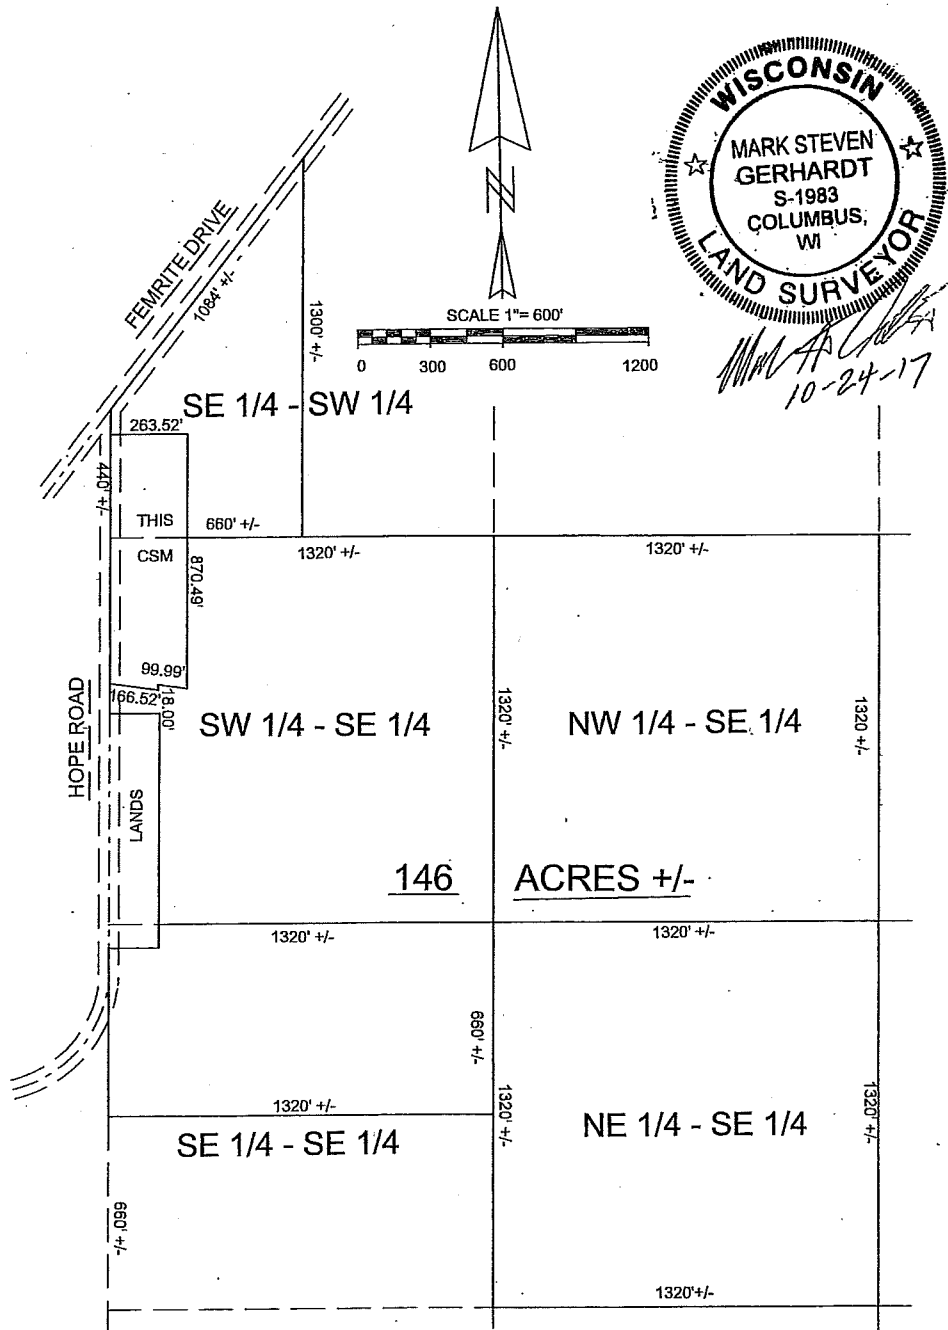 WISCONSIN
MARK STEVEN
GERHARDT
S-1983
COLUMBUS,
WI
LAND SURVEYOR
10-24-17
N
SCALE 1"= 600'
0 300 600 1200
FEMRITE DRIVE
1084' +/-
1300' +/-
SE 1/4 - SW 1/4
263.52'
440' +/-
THIS
CSM
660' +/-
1320' +/-
1320' +/-
870.49'
99.99'
166.52'
18.00'
HOPE ROAD
LANDS
SW 1/4 - SE 1/4
1320' +/-
NW 1/4 - SE 1/4
1320 +/-
146 ACRES +/-
1320' +/-
1320' +/-
660' +/-
1320' +/-
1320' +/-
1320' +/-
SE 1/4 - SE 1/4
NE 1/4 - SE 1/4
660' +/-
1320'+/-